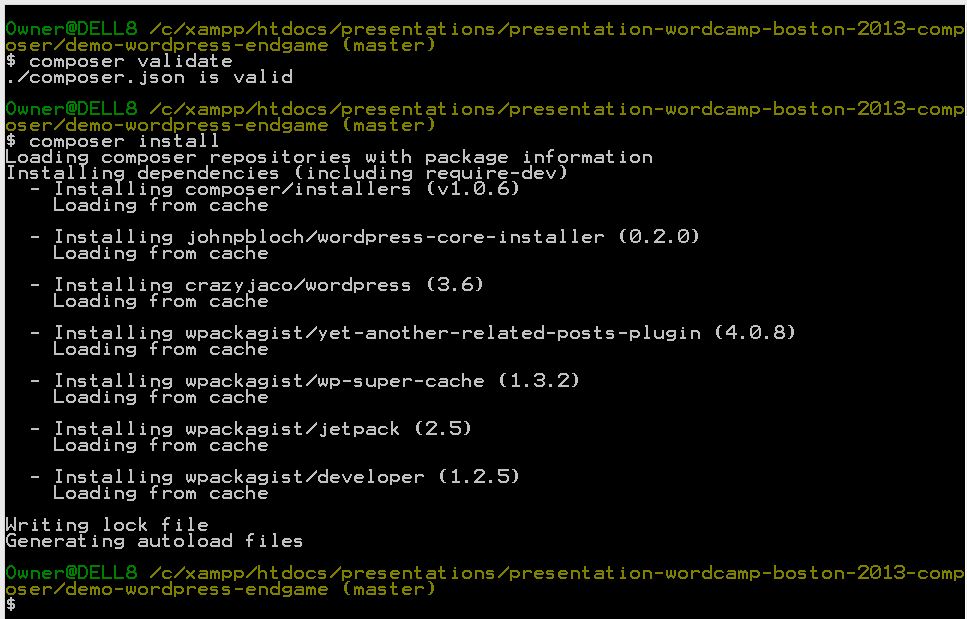 Owner@DELL8 /c/xampp/htdocs/presentations/presentation-wordcamp-boston-2013-comp
oser/demo-wordpress-endgame (master)
$ composer validate
./composer.json is valid
Owner@DELL8 /c/xampp/htdocs/presentations/presentation-wordcamp-boston-2013-comp
oser/demo-wordpress-endgame (master)
$ composer install
Loading composer repositories with package information
Installing dependencies (including require-dev)
- Installing composer/installers (v1.0.6)
Loading from cache
- Installing johnpbloch/wordpress-core-installer (0.2.0)
Loading from cache
- Installing crazyjaco/wordpress (3.6)
Loading from cache
- Installing wpackagist/yet-another-related-posts-plugin (4.0.8)
Loading from cache
- Installing wpackagist/wp-super-cache (1.3.2)
Loading from cache
- Installing wpackagist/jetpack (2.5)
Loading from cache
- Installing wpackagist/developer (1.2.5)
Loading from cache
Writing lock file
Generating autoload files
Owner@DELL8 /c/xampp/htdocs/presentations/presentation-wordcamp-boston-2013-comp
oser/demo-wordpress-endgame (master)
$